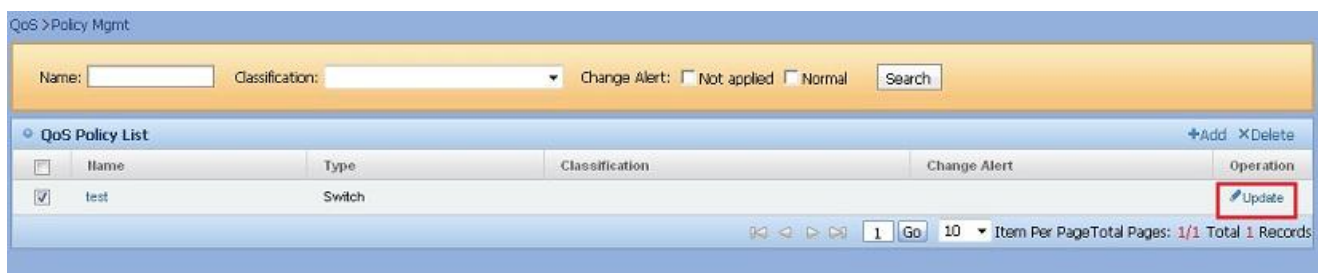 QoS >Policy Mgmt
Name: Classification: Change Alert: Not applied Normal Search
QoS Policy List +Add ×Delete
Name Type Classification Change Alert Operation
test Switch Update
1 Go 10 Item Per PageTotal Pages: 1/1 Total 1 Records